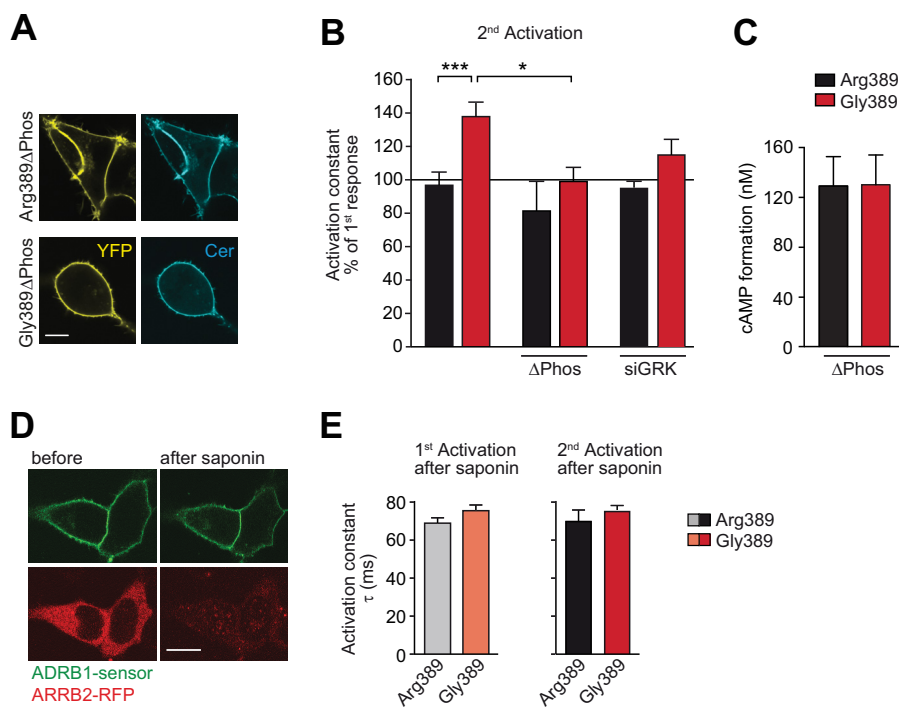 A
Arg389ΔPhos
Gly389ΔPhos
YFP
Cer
B
2nd Activation
***
*
Activation constant
% of 1st response
160
140
120
100
80
60
40
20
0
ΔPhos
siGRK
C
Arg389
Gly389
cAMP formation (nM)
160
120
80
40
0
ΔPhos
D
before
after saponin
ADRB1-sensor
ARRB2-RFP
E
1st Activation
after saponin
2nd Activation
after saponin
Activation constant
τ (ms)
80
60
40
20
0
Arg389
Gly389
Arg389
Gly389
Arg389
Gly389